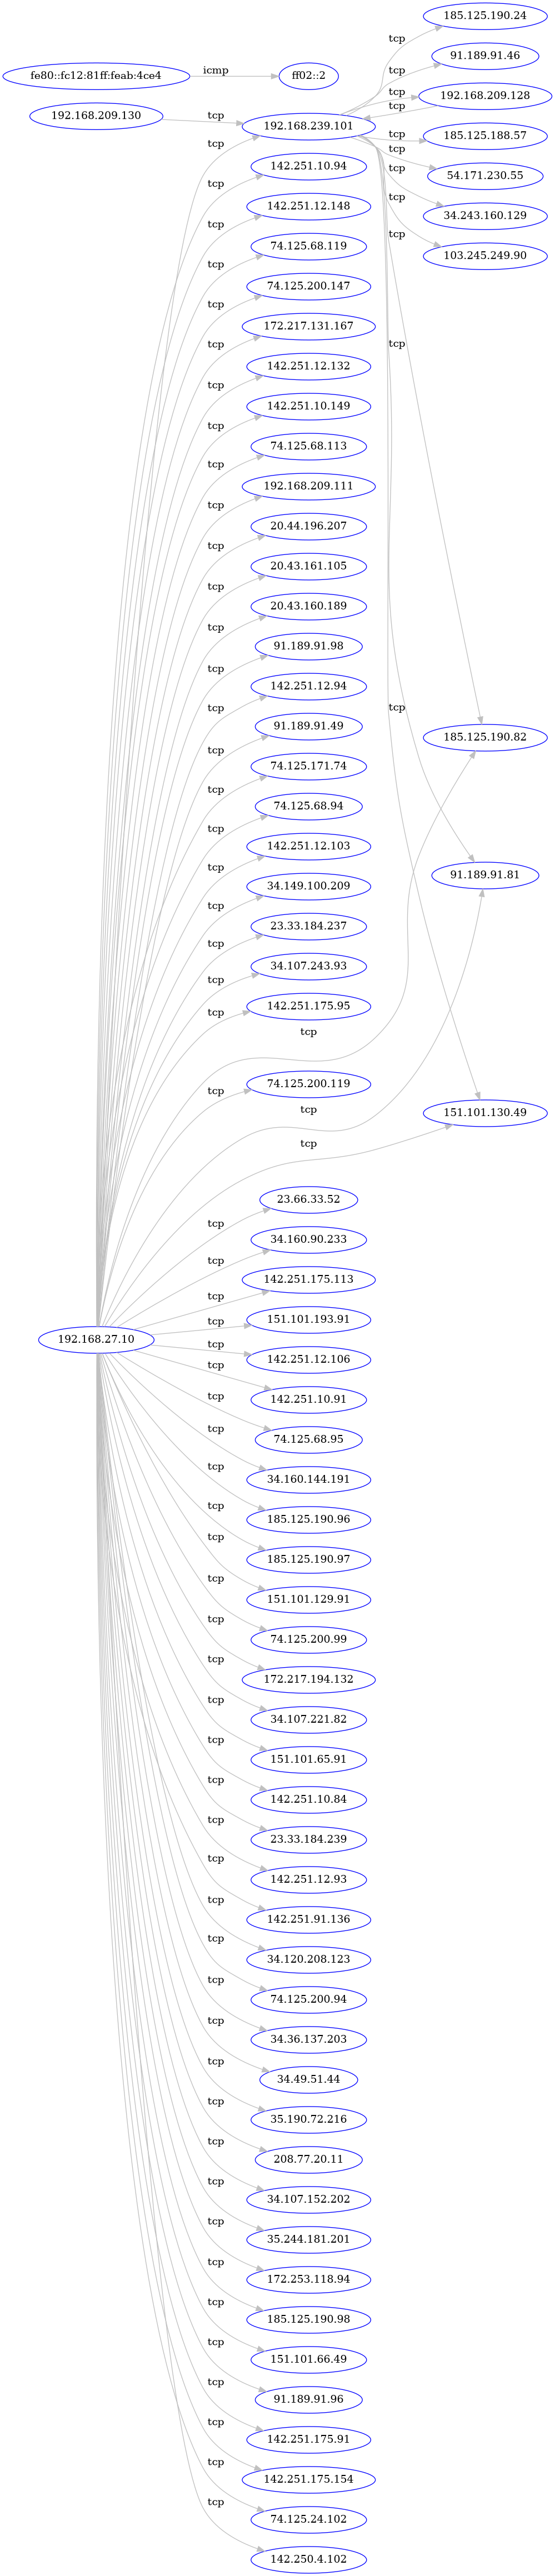 185.125.190.24
tcp
91.189.91.46
tcp
fe80::fc12:81ff:feab:4ce4
icmp
ff02::2
192.168.209.128
tcp
tcp
192.168.209.130
tcp
192.168.239.101
185.125.188.57
tcp
tcp
tcp
142.251.10.94
tcp
54.171.230.55
tcp
142.251.12.148
tcp
34.243.160.129
tcp
74.125.68.119
tcp
103.245.249.90
tcp
74.125.200.147
tcp
172.217.131.167
tcp
tcp
142.251.12.132
tcp
142.251.10.149
tcp
74.125.68.113
tcp
192.168.209.111
tcp
20.44.196.207
tcp
20.43.161.105
tcp
20.43.160.189
tcp
91.189.91.98
tcp
142.251.12.94
tcp
tcp
91.189.91.49
tcp
185.125.190.82
74.125.171.74
tcp
74.125.68.94
tcp
142.251.12.103
tcp
91.189.91.81
34.149.100.209
tcp
23.33.184.237
tcp
34.107.243.93
tcp
142.251.175.95
tcp
tcp
74.125.200.119
tcp
tcp
151.101.130.49
tcp
23.66.33.52
tcp
34.160.90.233
tcp
142.251.175.113
tcp
151.101.193.91
tcp
192.168.27.10
tcp
142.251.12.106
tcp
142.251.10.91
tcp
74.125.68.95
tcp
34.160.144.191
tcp
185.125.190.96
tcp
185.125.190.97
tcp
151.101.129.91
tcp
74.125.200.99
tcp
172.217.194.132
tcp
34.107.221.82
tcp
151.101.65.91
tcp
142.251.10.84
tcp
23.33.184.239
tcp
142.251.12.93
tcp
142.251.91.136
tcp
34.120.208.123
tcp
74.125.200.94
tcp
34.36.137.203
tcp
34.49.51.44
tcp
35.190.72.216
tcp
208.77.20.11
tcp
34.107.152.202
tcp
35.244.181.201
tcp
172.253.118.94
tcp
185.125.190.98
tcp
151.101.66.49
tcp
91.189.91.96
tcp
142.251.175.91
tcp
142.251.175.154
tcp
74.125.24.102
tcp
142.250.4.102